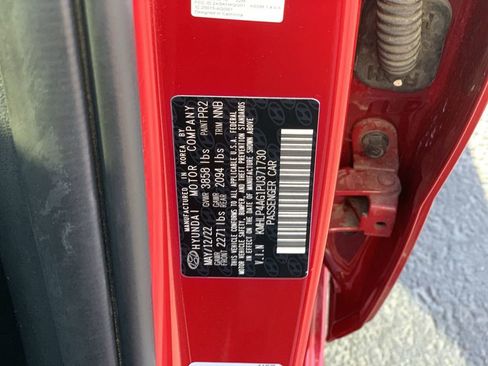 MANUFACTURED IN KOREA BY
HYUNDAI MOTOR COMPANY
MAY/12/22 GVWR 3858 lbs PAINT PR2
GAWR FRONT 2271 lbs GAWR REAR 2094 lbs TRIM NNB
THIS VEHICLE CONFORMS TO ALL APPLICABLE U.S.A. FEDERAL
MOTOR VEHICLE SAFETY, BUMPER, AND THEFT PREVENTION
STANDARDS IN EFFECT ON THE DATE OF MANUFACTURE SHOWN ABOVE.
V.I.N KMHLP4AG1PU371730
PASSENGER CAR